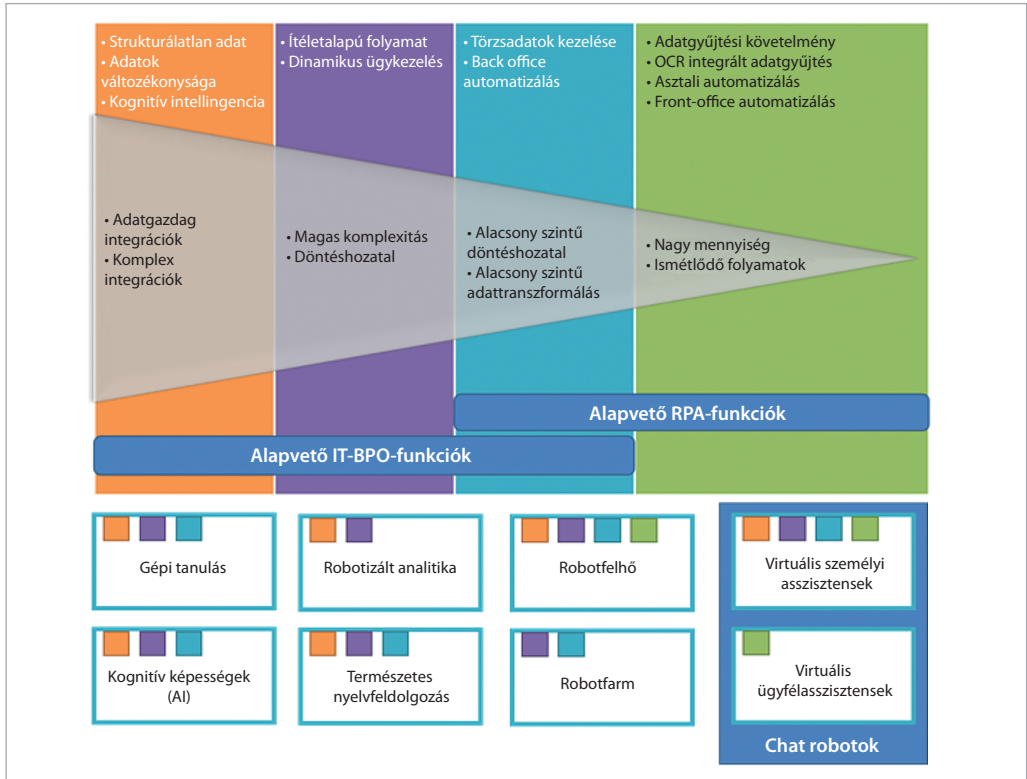 • Strukturálatlan adat
• Adatok
változékonysága
• Kognitív intellingencia
• Ítéletalapú folyamat
• Dinamikus ügykezelés
• Törzsadatok kezelése
• Back office
automatizálás
• Adatgyűjtési követelmény
• OCR integrált adatgyűjtés
• Asztali automatizálás
• Front-office automatizálás
• Adatgazdag
integrációk
• Komplex
integrációk
• Magas komplexitás
• Döntéshozatal
• Alacsony szintű
döntéshozatal
• Alacsony szintű
adattranszformálás
• Nagy mennyiség
• Ismétlődő folyamatok
Alapvető RPA-funkciók
Alapvető IT-BPO-funkciók
Gépi tanulás
Robotizált analitika
Robotfelhő
Virtuális személyi
asszisztensek
Kognitív képességek
(AI)
Természetes
nyelvfeldolgozás
Robotfarm
Virtuális
ügyfélasszisztensek
Chat robotok